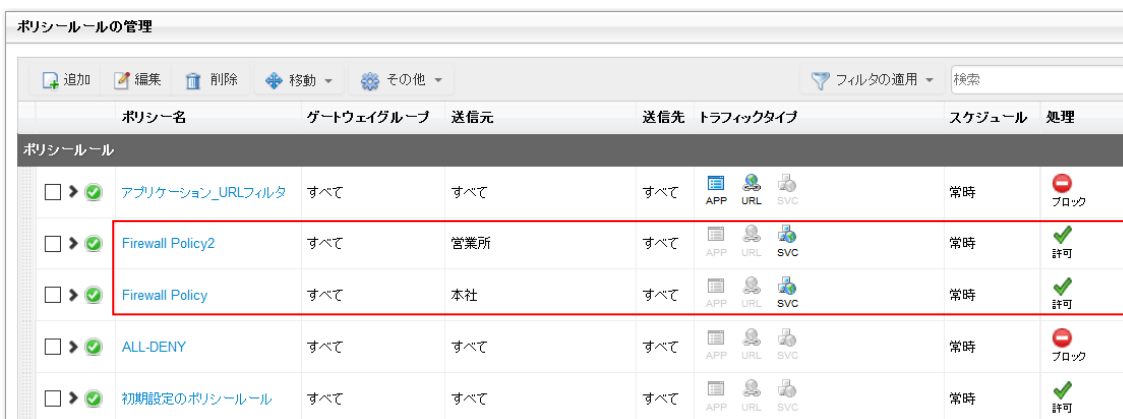 ポリシールールの管理
追加 編集 削除 移動 その他 フィルタの適用 検索
ポリシー名 ゲートウェイグループ 送信元 送信先 トラフィックタイプ スケジュール 処理
ポリシールール
アプリケーション_URLフィルタ すべて すべて すべて APP URL SVC 常時 ブロック
Firewall Policy2 すべて 営業所 すべて APP URL SVC 常時 許可
Firewall Policy すべて 本社 すべて APP URL SVC 常時 許可
ALL-DENY すべて すべて すべて APP URL SVC 常時 ブロック
初期設定のポリシールール すべて すべて すべて APP URL SVC 常時 許可